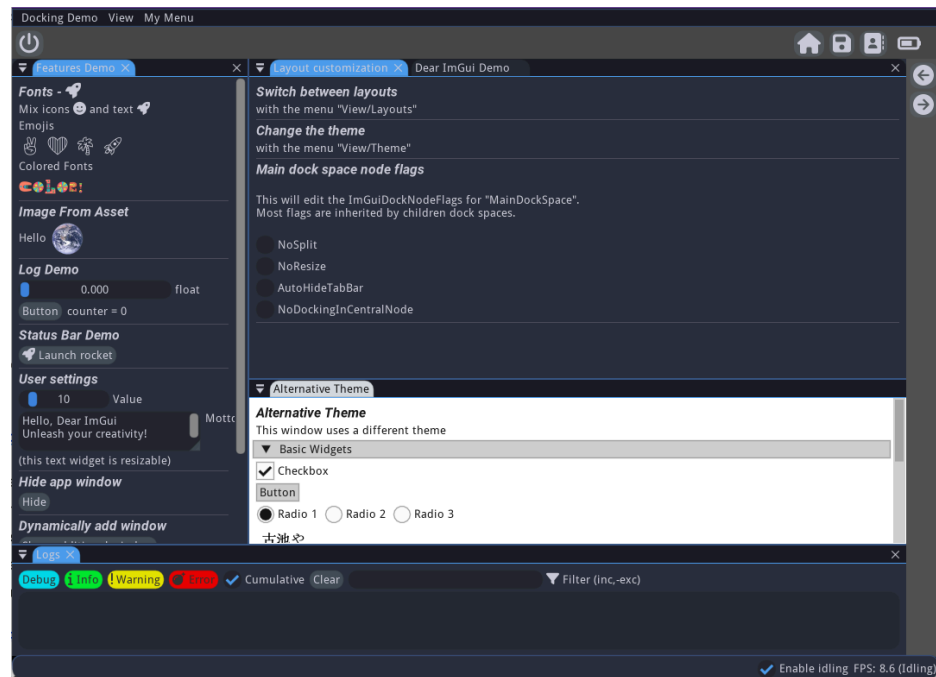 Docking Demo View My Menu
Features Demo
Fonts -
Mix icons and text
Emojis
Colored Fonts
COLOR!
Image From Asset
Hello
Log Demo
0.000 float
Button counter = 0
Status Bar Demo
Launch rocket
User settings
10 Value
Hello, Dear ImGui
Unleash your creativity!
(this text widget is resizable)
Hide app window
Hide
Dynamically add window
Layout customization Dear ImGui Demo
Switch between layouts
with the menu "View/Layouts"
Change the theme
with the menu "View/Theme"
Main dock space node flags
This will edit the ImGuiDockNodeFlags for "MainDockSpace".
Most flags are inherited by children dock spaces.
NoSplit
NoResize
AutoHideTabBar
NoDockingInCentralNode
Alternative Theme
Alternative Theme
This window uses a different theme
Basic Widgets
Checkbox
Button
Radio 1 Radio 2 Radio 3
古池や
Logs
Debug Info Warning Error Cumulative Clear Filter (inc,-exc)
Enable idling FPS: 8.6 (Idling)